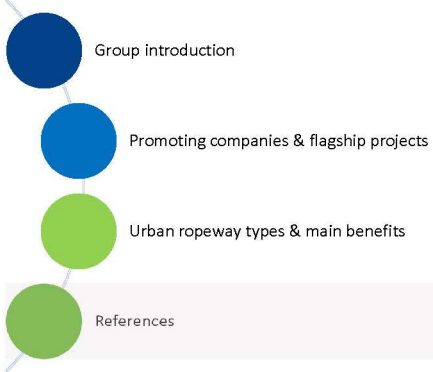 Group introduction
Promoting companies & flagship projects
Urban ropeway types & main benefits
References